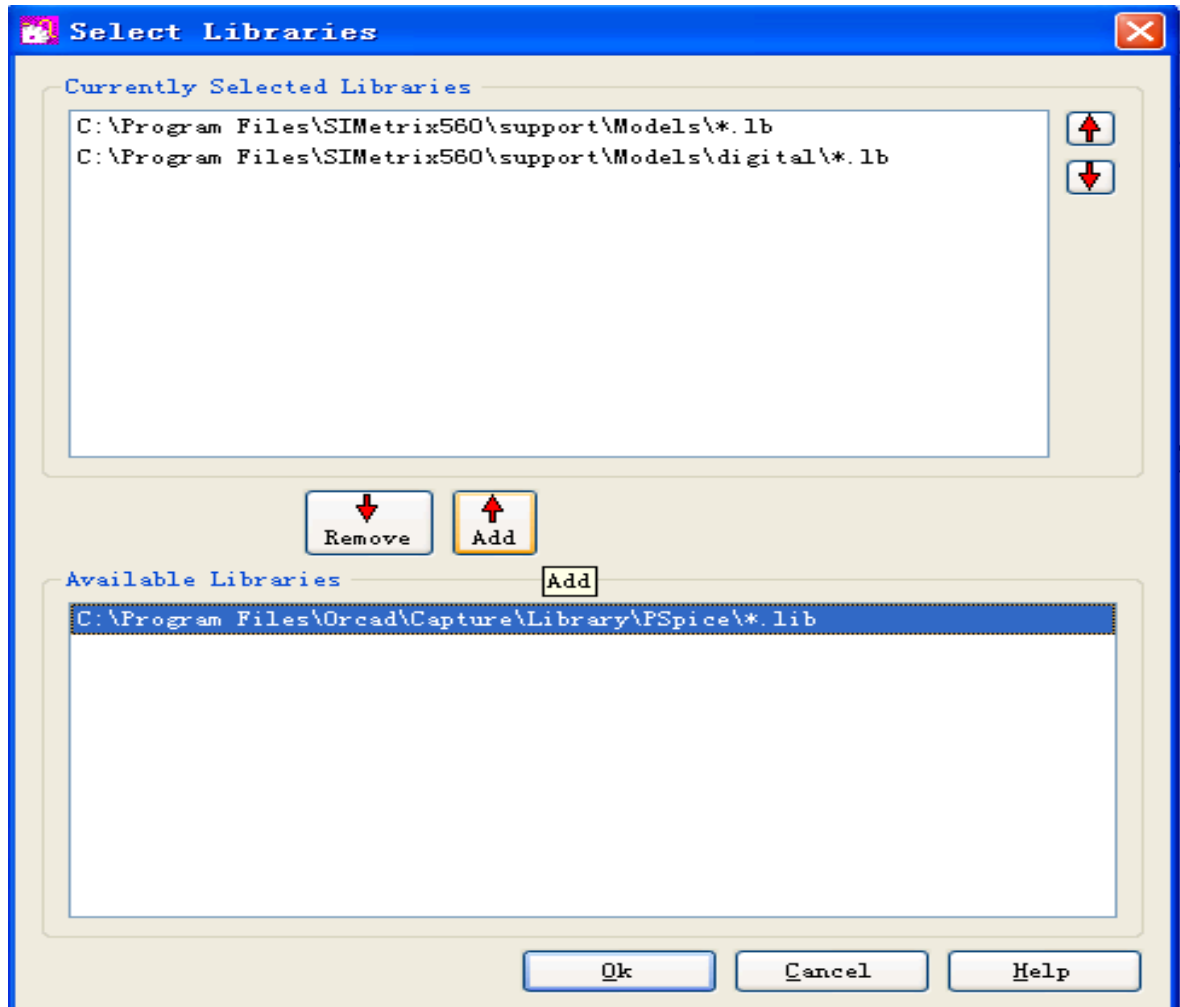 Select Libraries
Currently Selected Libraries
C:\Program Files\SIMetrix560\support\Models\*.lb
C:\Program Files\SIMetrix560\support\Models\digital\*.lb
Remove
Add
Available Libraries
Add
C:\Program Files\Orcad\Capture\Library\PSpice\*.lib
Ok
Cancel
Help